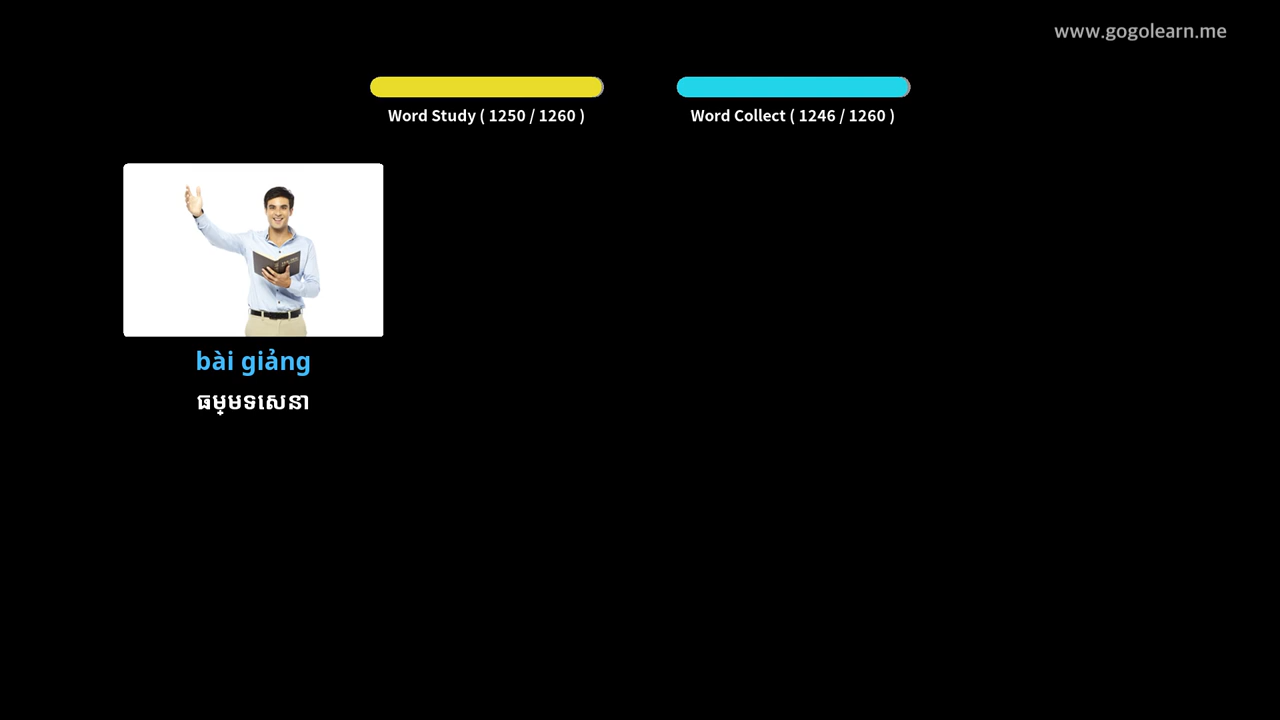 www.gogolearn.me
Word Study ( 1250 / 1260 )
Word Collect ( 1246 / 1260 )
bài giảng
ធម្មទសេនា